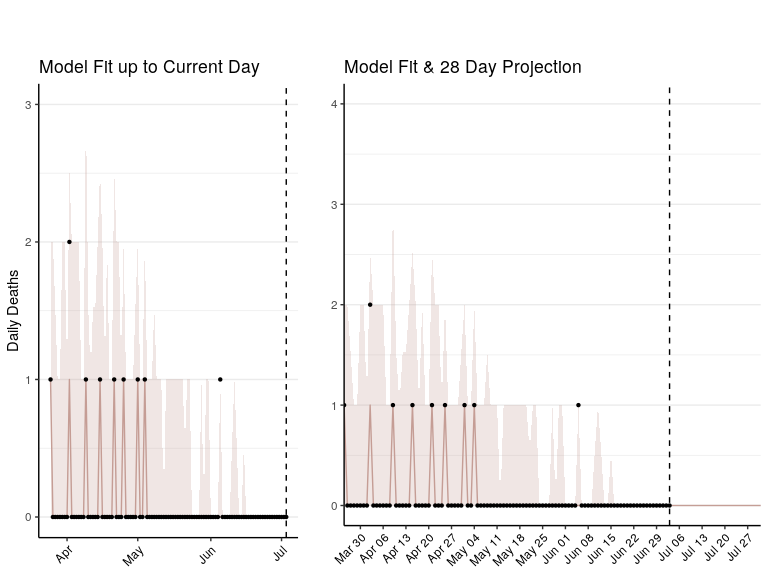 Model Fit up to Current Day
Daily Deaths
3
2
1
0
Apr
May
Jun
Jul
Model Fit & 28 Day Projection
4
3
2
1
0
Mar 30
Apr 06
Apr 13
Apr 20
Apr 27
May 04
May 11
May 18
May 25
Jun 01
Jun 08
Jun 15
Jun 22
Jun 29
Jul 06
Jul 13
Jul 20
Jul 27